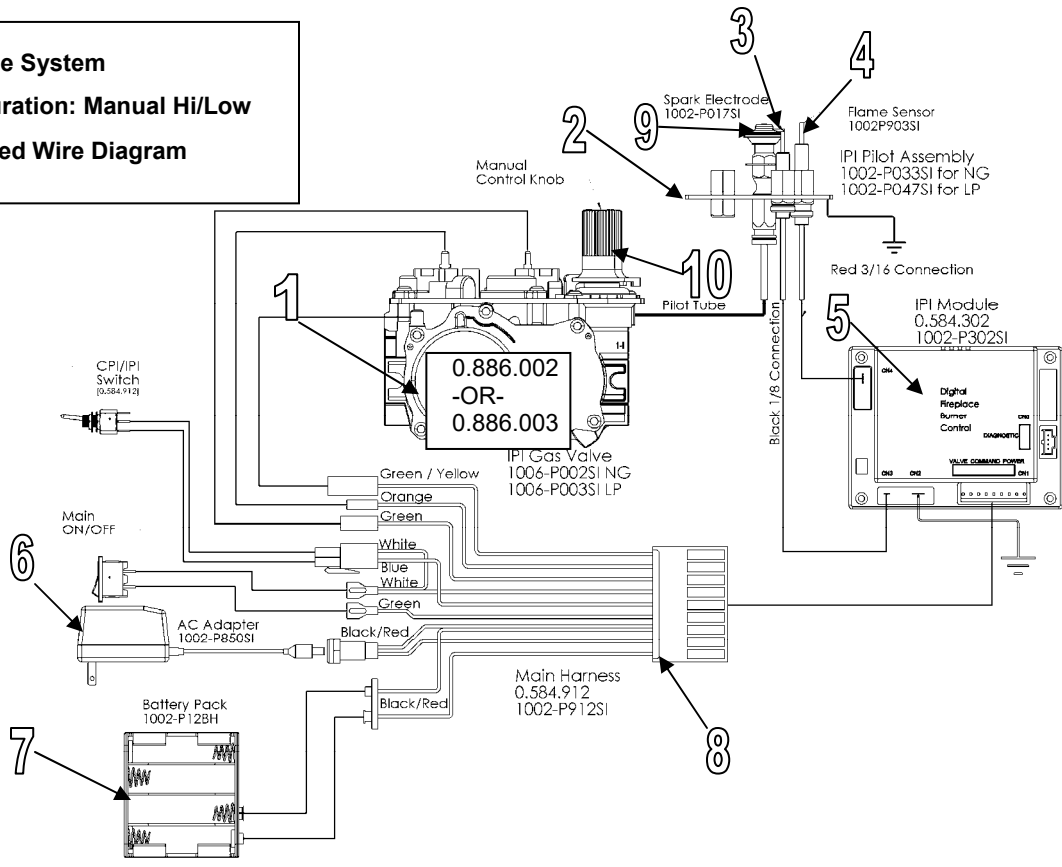 e System
uration: Manual Hi/Low
ed Wire Diagram
3
4
Spark Electrode
1002-P017SI
9
2
Flame Sensor
1002P903SI
IPI Pilot Assembly
1002-P033SI for NG
1002-P047SI for LP
Manual
Control Knob
10
Red 3/16 Connection
Pilot Tube
1
5
IPI Module
0.584.302
1002-P302SI
Black 1/8 Connection
CPI/IPI
Switch
[0.584.912]
0.886.002
-OR-
0.886.003
1-I
CN4
Digital
Fireplace
Burner
Control
DIAGNOSTIC
VALVE COMMAND POWER
CN3
CN2
CN1
IPI Gas Valve
1006-P002SI NG
1006-P003SI LP
Green / Yellow
Orange
Green
White
Blue
White
Green
Black/Red
Main
ON/OFF
6
AC Adapter
1002-P850SI
Main Harness
0.584.912
1002-P912SI
8
Black/Red
Battery Pack
1002-P12BH
7